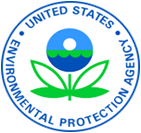 UNITED STATES
ENVIRONMENTAL PROTECTION AGENCY